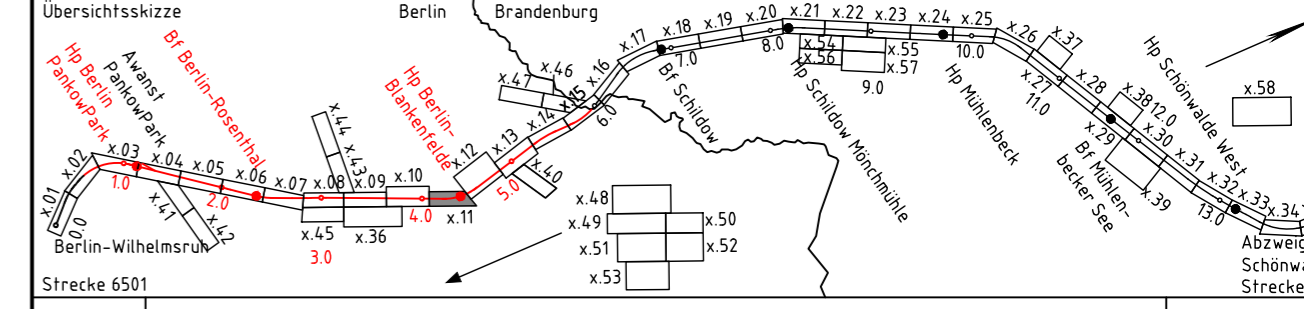 Übersichtsskizze
Berlin
Brandenburg
x.01
x.02
x.03
x.04
x.05
x.06
x.07
x.08
x.09
x.10
x.11
x.12
x.13
x.14
x.15
x.16
x.17
x.18
x.19
x.20
x.21
x.22
x.23
x.24
x.25
x.26
x.27
x.28
x.29
x.30
x.31
x.32
x.33
x.34
x.36
x.37
x.38
x.39
x.40
x.41
x.42
x.43
x.44
x.45
x.46
x.47
x.48
x.49
x.50
x.51
x.52
x.53
x.54
x.55
x.56
x.57
x.58
0.0
1.0
2.0
3.0
4.0
5.0
6.0
7.0
8.0
9.0
10.0
11.0
12.0
13.0
Berlin-Wilhelmsruh
Hp Berlin
PankowPark
Awanst
PankowPark
Bf Berlin-Rosenthal
Hp Berlin-
Blankenfelde
Bf Schildow
Hp Schildow Mönchmühle
Hp Mühlenbeck
Bf Mühlen-
becker See
Hp Schönwalde West
Abzweig
Schönwa
Strecke
Strecke 6501